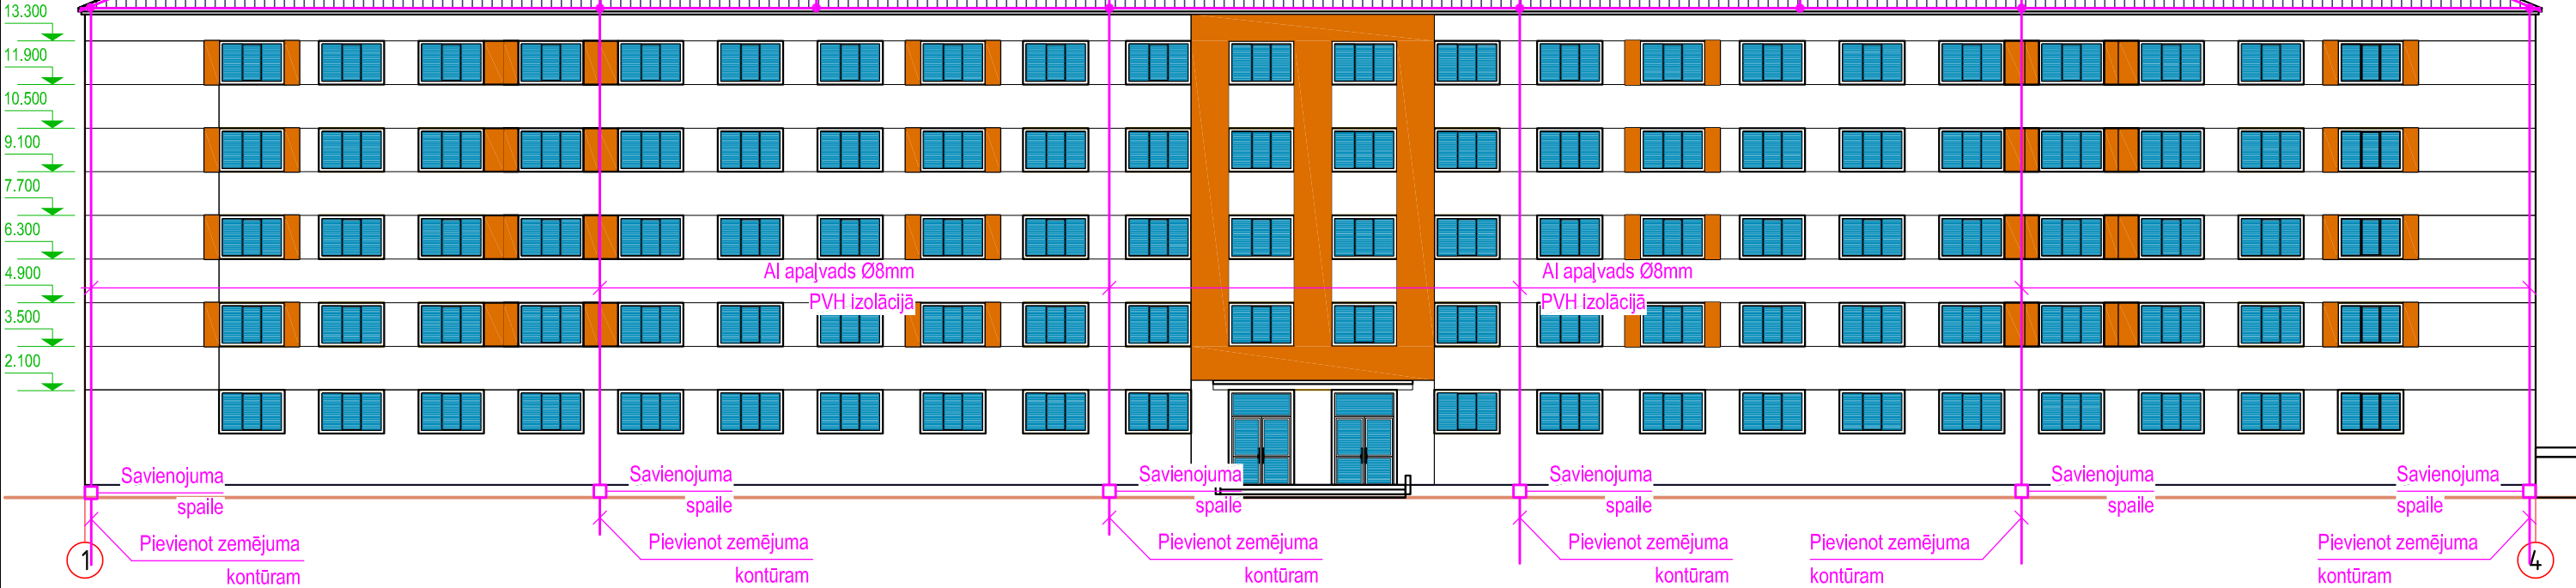 13.300
11.900
10.500
9.100
7.700
6.300
4.900
3.500
2.100
Al apaļvads Ø8mm
PVH izolācijā
Al apaļvads Ø8mm
PVH izolācijā
Savienojuma
spaile
Savienojuma
spaile
Savienojuma
spaile
Savienojuma
spaile
Savienojuma
spaile
Savienojuma
spaile
1
Pievienot zemējuma
kontūram
Pievienot zemējuma
kontūram
Pievienot zemējuma
kontūram
Pievienot zemējuma
kontūram
Pievienot zemējuma
kontūram
Pievienot zemējuma
kontūram
4